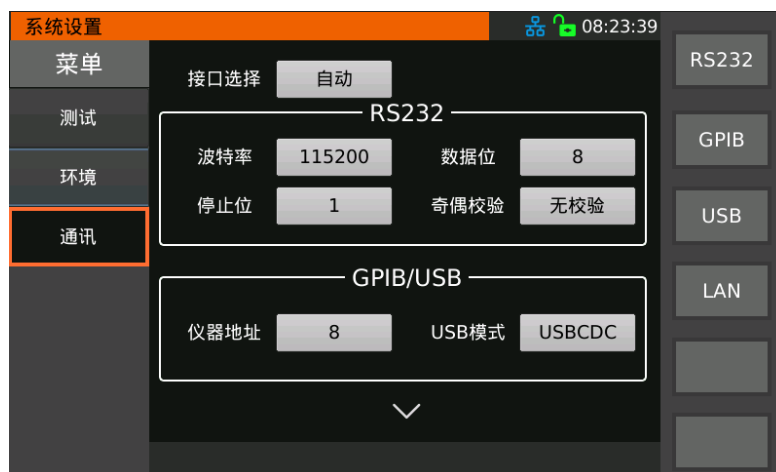 系统设置
08:23:39
菜单
测试
环境
通讯
接口选择 自动
RS232
波特率 115200 数据位 8
停止位 1 奇偶校验 无校验
GPIB/USB
仪器地址 8 USB模式 USBCDC
RS232
GPIB
USB
LAN